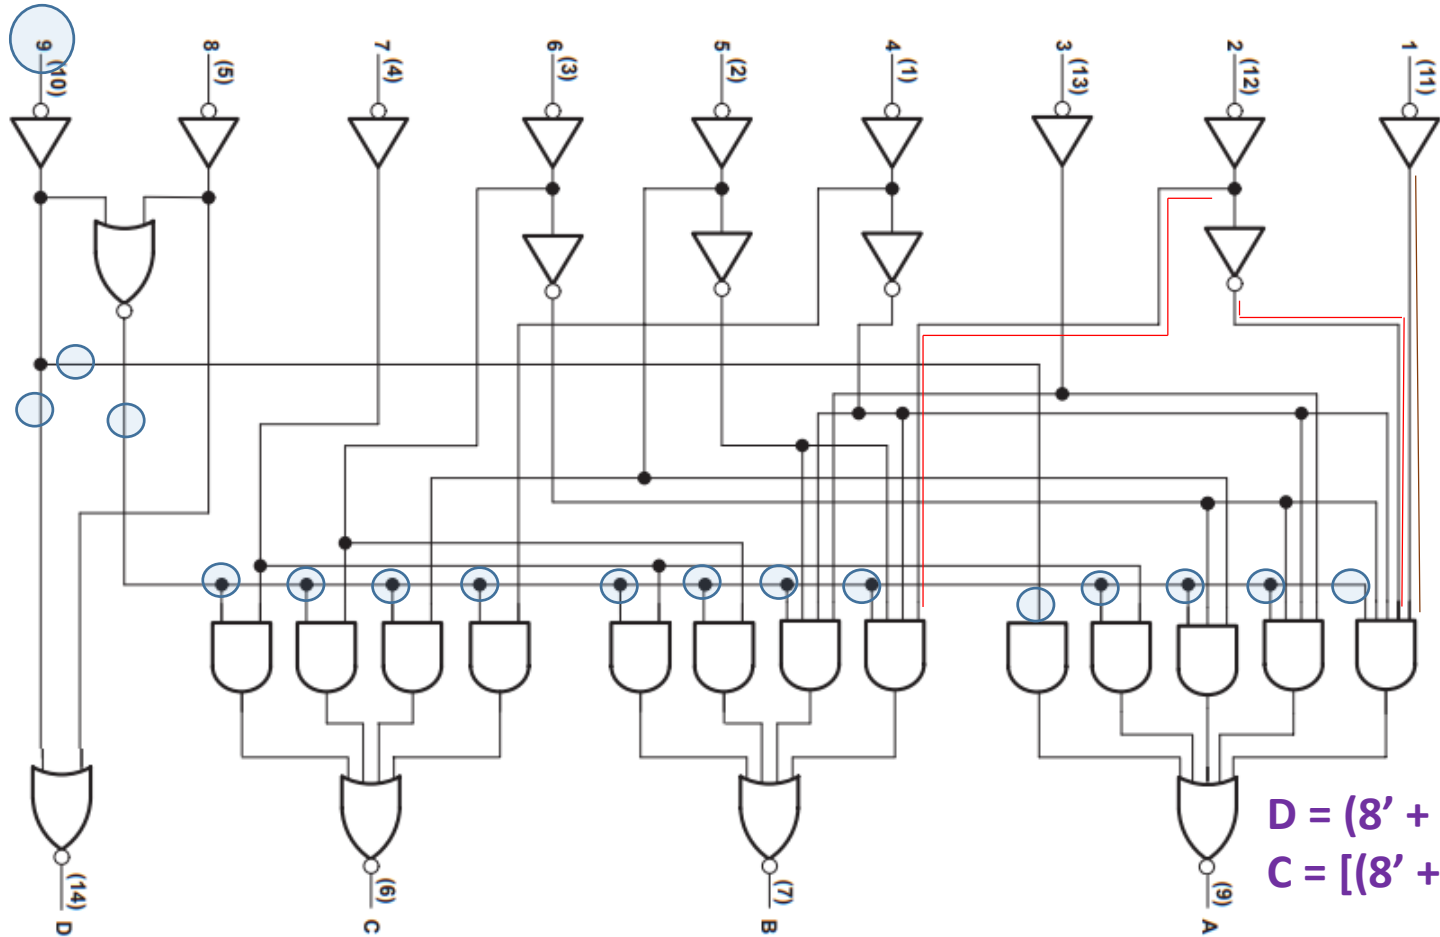 9 (10)
8 (5)
7 (4)
6 (3)
5 (2)
4 (1)
3 (13)
2 (12)
1 (11)
D = (8’ +
C = [(8’ +
(14) D
(6) C
(7) B
(9) A